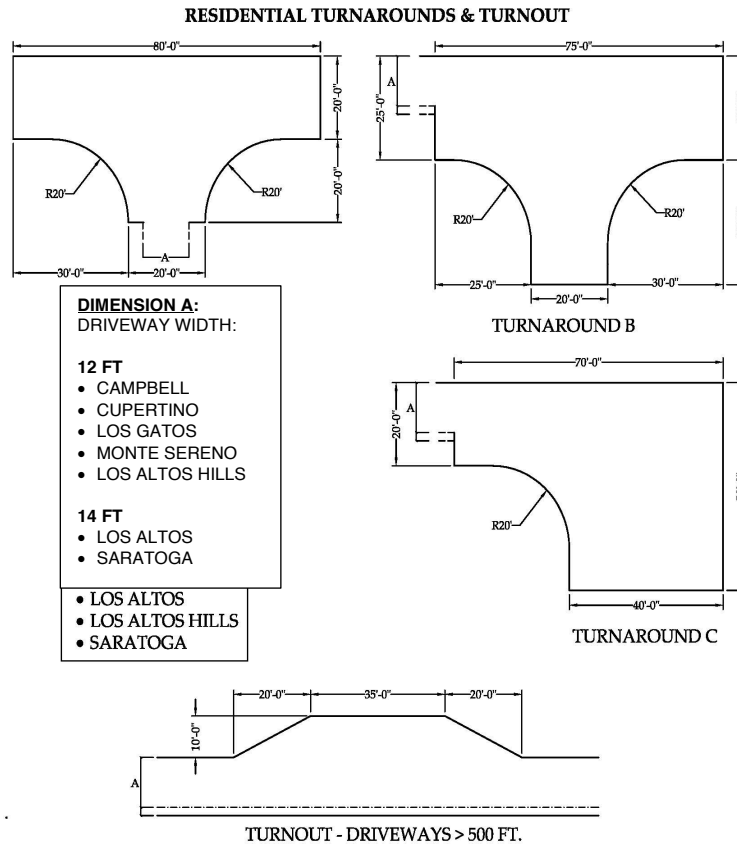 RESIDENTIAL TURNAROUNDS & TURNOUT
80'-0"
20'-0"
20'-0"
R20'
R20'
A
30'-0"
20'-0"
75'-0"
A
25'-0"
R20'
R20'
25'-0"
30'-0"
20'-0"
TURNAROUND B
DIMENSION A:
DRIVEWAY WIDTH:
12 FT
• CAMPBELL
• CUPERTINO
• LOS GATOS
• MONTE SERENO
• LOS ALTOS HILLS
14 FT
• LOS ALTOS
• SARATOGA
• LOS ALTOS
• LOS ALTOS HILLS
• SARATOGA
70'-0"
A
20'-0"
R20'
40'-0"
TURNAROUND C
20'-0"
35'-0"
20'-0"
10'-0"
A
TURNOUT - DRIVEWAYS > 500 FT.